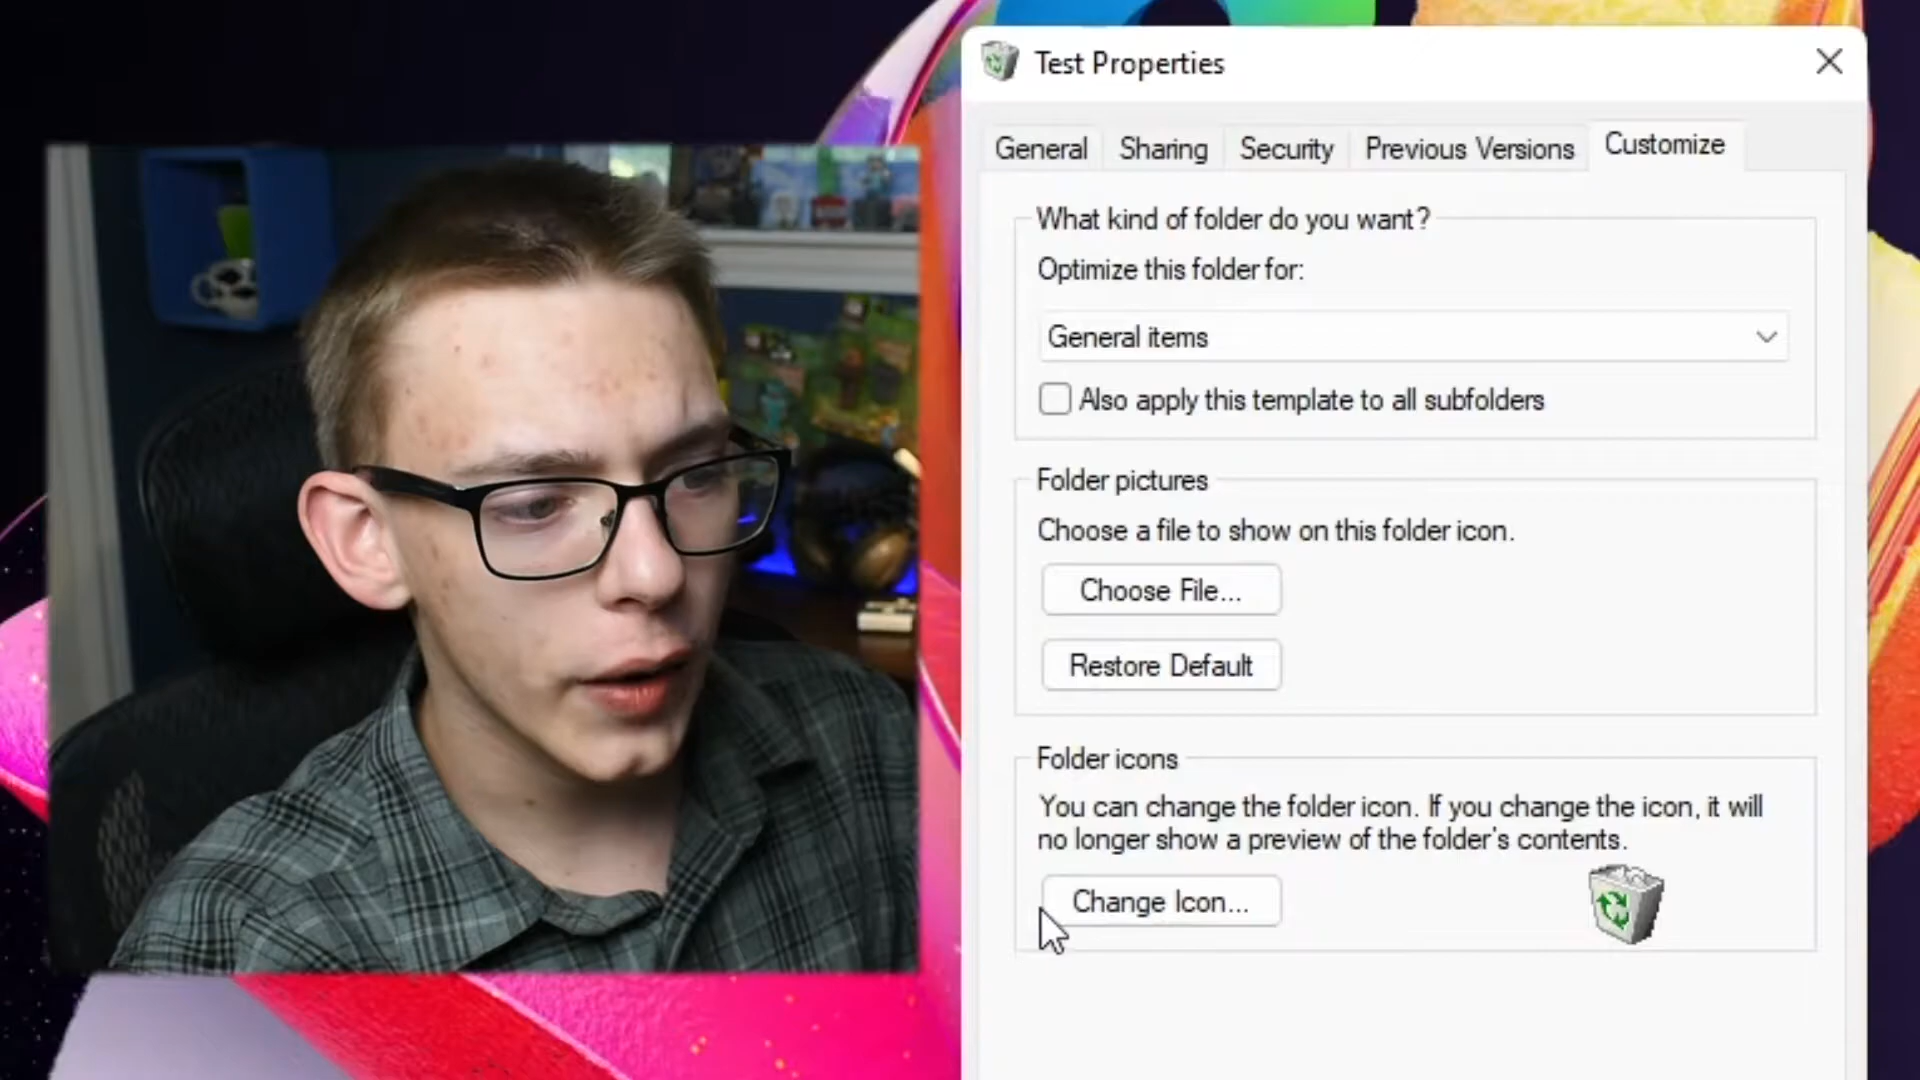 Test Properties
General Sharing Security Previous Versions Customize
What kind of folder do you want?
Optimize this folder for:
General items
Also apply this template to all subfolders
Folder pictures
Choose a file to show on this folder icon.
Choose File...
Restore Default
Folder icons
You can change the folder icon. If you change the icon, it will
no longer show a preview of the folder's contents.
Change Icon...